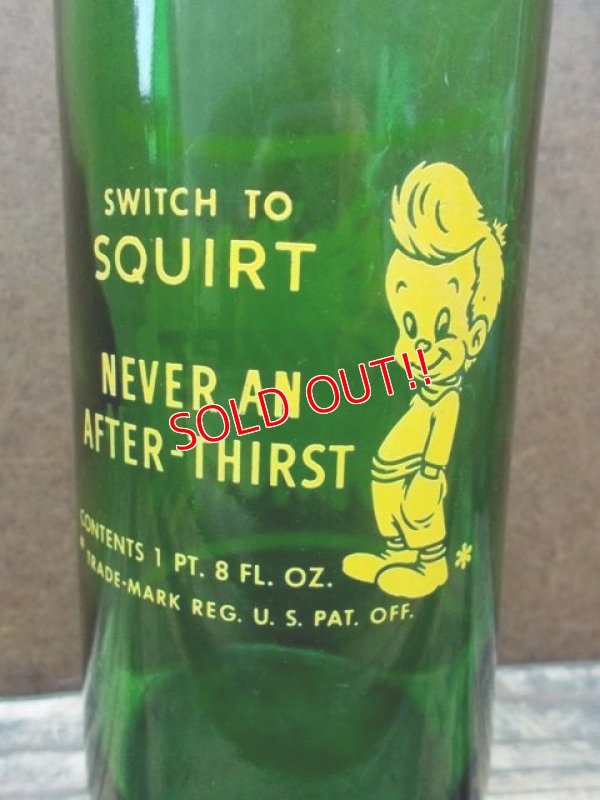 SWITCH TO
SQUIRT
NEVER AN
SOLD OUT!!
AFTER-THIRST
CONTENTS 1 PT. 8 FL. OZ.
* TRADE-MARK REG. U. S. PAT. OFF.
*